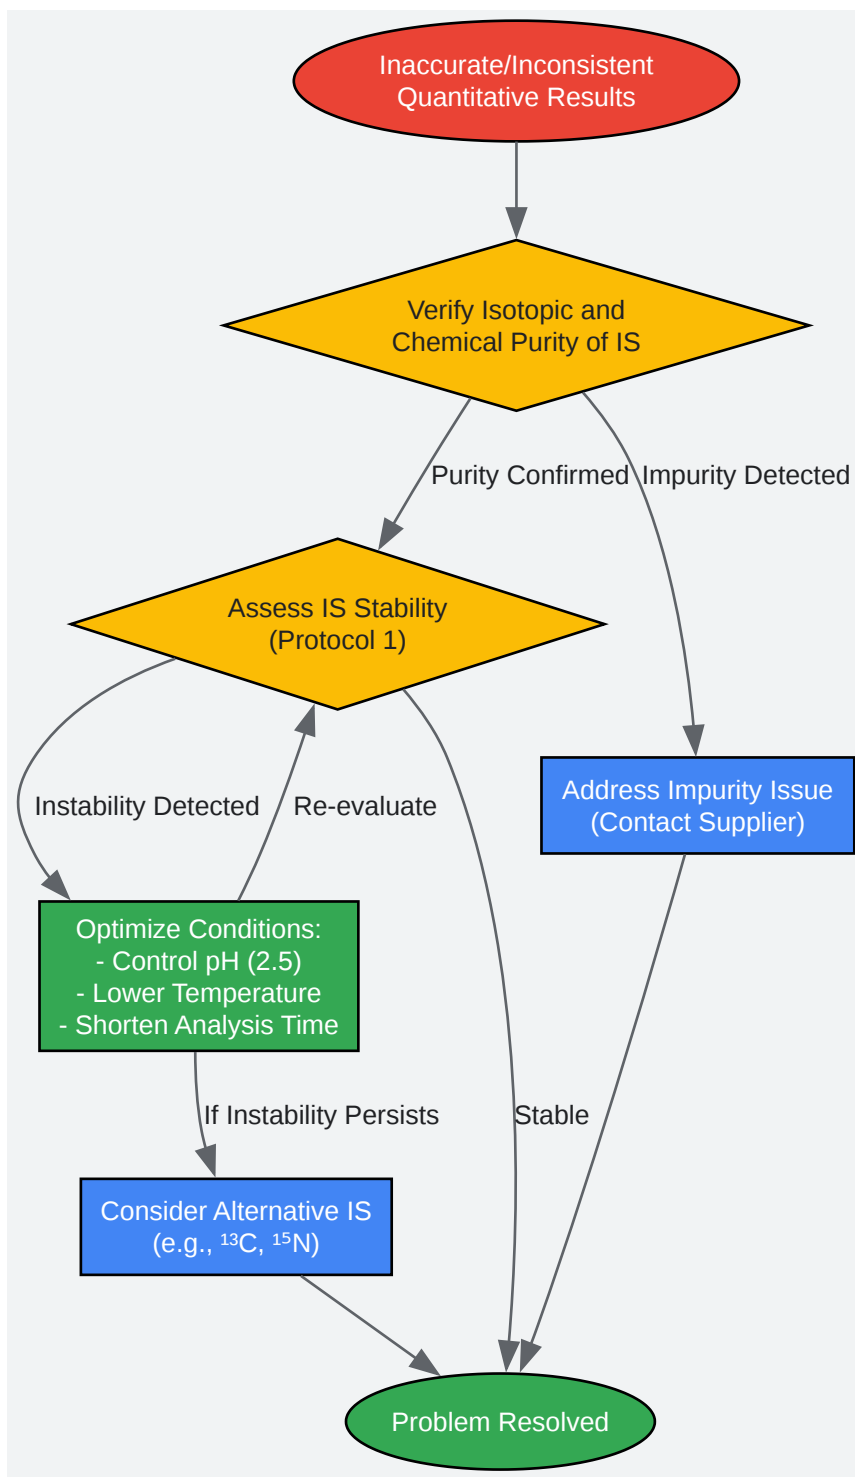 Inaccurate/Inconsistent
Quantitative Results
Verify Isotopic and
Chemical Purity of IS
Purity Confirmed
Impurity Detected
Assess IS Stability
(Protocol 1)
Instability Detected
Re-evaluate
Address Impurity Issue
(Contact Supplier)
Optimize Conditions:
- Control pH (2.5)
- Lower Temperature
- Shorten Analysis Time
If Instability Persists
Stable
Consider Alternative IS
(e.g., ¹³C, ¹⁵N)
Problem Resolved